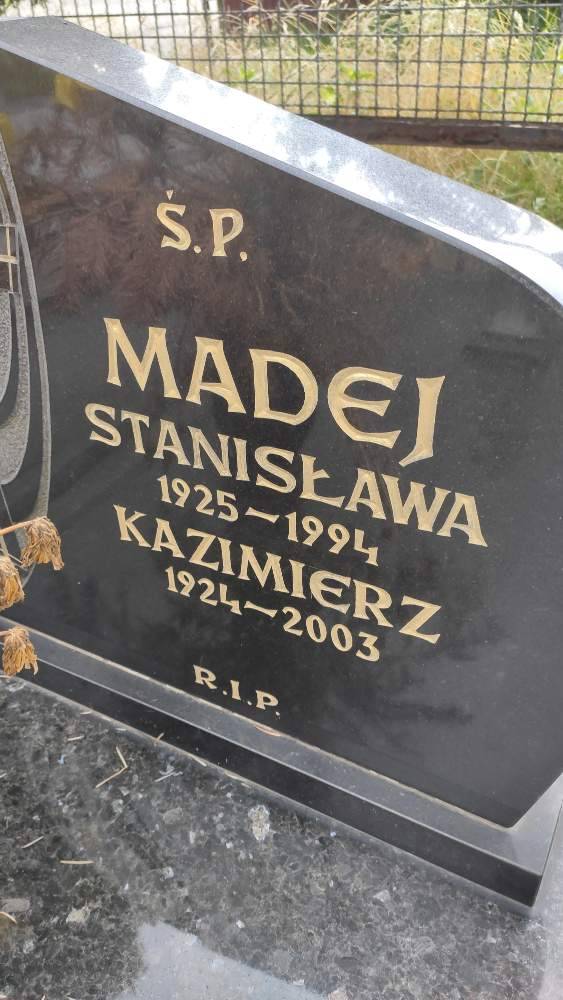 Ś.P.
MADEJ
STANISŁAWA
1925–1994
KAZIMIERZ
1924–2003
R.I.P.